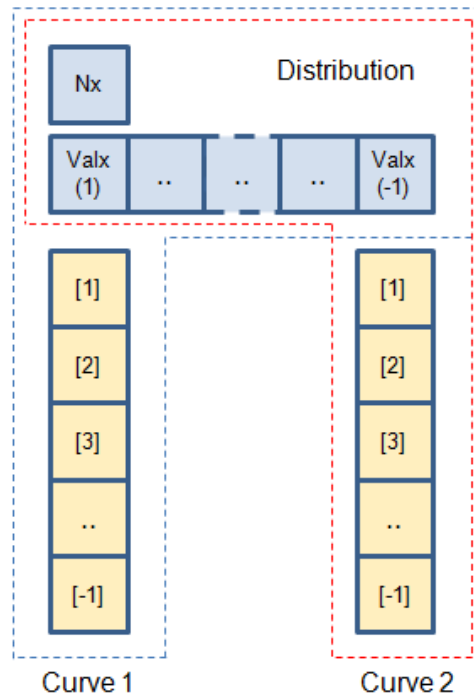 Distribution
Nx
Valx
(1)
..
..
..
Valx
(-1)
[1]
[2]
[3]
..
[-1]
[1]
[2]
[3]
..
[-1]
Curve 1
Curve 2